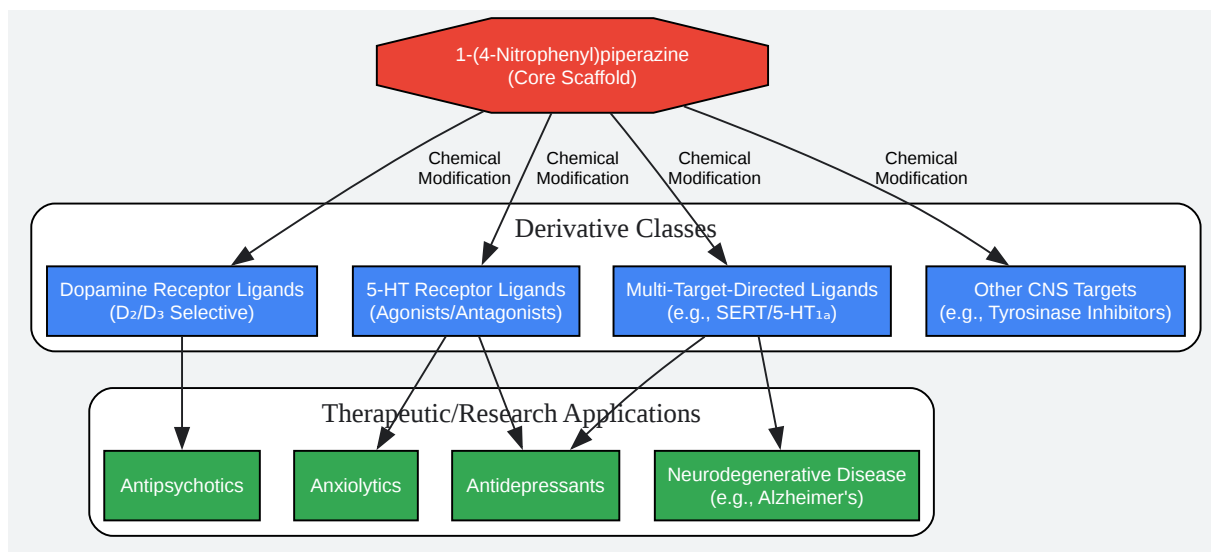 1-(4-Nitrophenyl)piperazine
(Core Scaffold)
Chemical
Modification
Chemical
Modification
Chemical
Modification
Chemical
Modification
Derivative Classes
Dopamine Receptor Ligands
(D₂/D₃ Selective)
5-HT Receptor Ligands
(Agonists/Antagonists)
Multi-Target-Directed Ligands
(e.g., SERT/5-HT₁ₐ)
Other CNS Targets
(e.g., Tyrosinase Inhibitors)
Therapeutic/Research Applications
Antipsychotics
Anxiolytics
Antidepressants
Neurodegenerative Disease
(e.g., Alzheimer's)